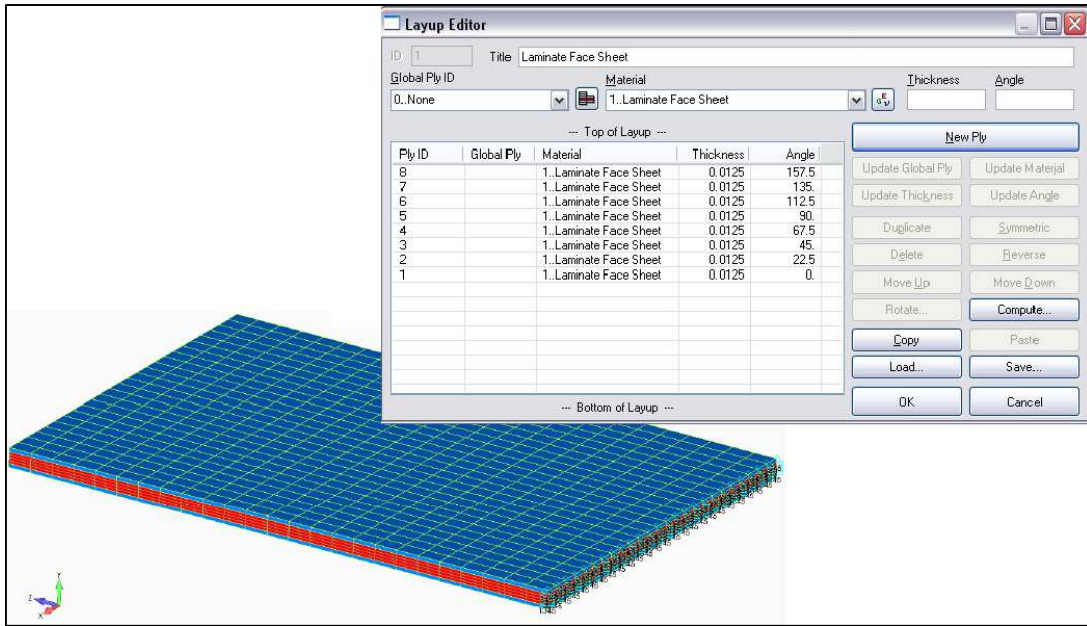 Layup Editor
ID 1 Title Laminate Face Sheet
Global Ply ID Material Thickness Angle
0..None 1..Laminate Face Sheet
--- Top of Layup ---
New Ply
Ply ID Global Ply Material Thickness Angle
8 1..Laminate Face Sheet 0.0125 157.5
7 1..Laminate Face Sheet 0.0125 135.
6 1..Laminate Face Sheet 0.0125 112.5
5 1..Laminate Face Sheet 0.0125 90.
4 1..Laminate Face Sheet 0.0125 67.5
3 1..Laminate Face Sheet 0.0125 45.
2 1..Laminate Face Sheet 0.0125 22.5
1 1..Laminate Face Sheet 0.0125 0.
Update Global Ply Update Material
Update Thickness Update Angle
Duplicate Symmetric
Delete Reverse
Move Up Move Down
Rotate... Compute...
Copy Paste
Load... Save...
OK Cancel
--- Bottom of Layup ---
Y
Z
X